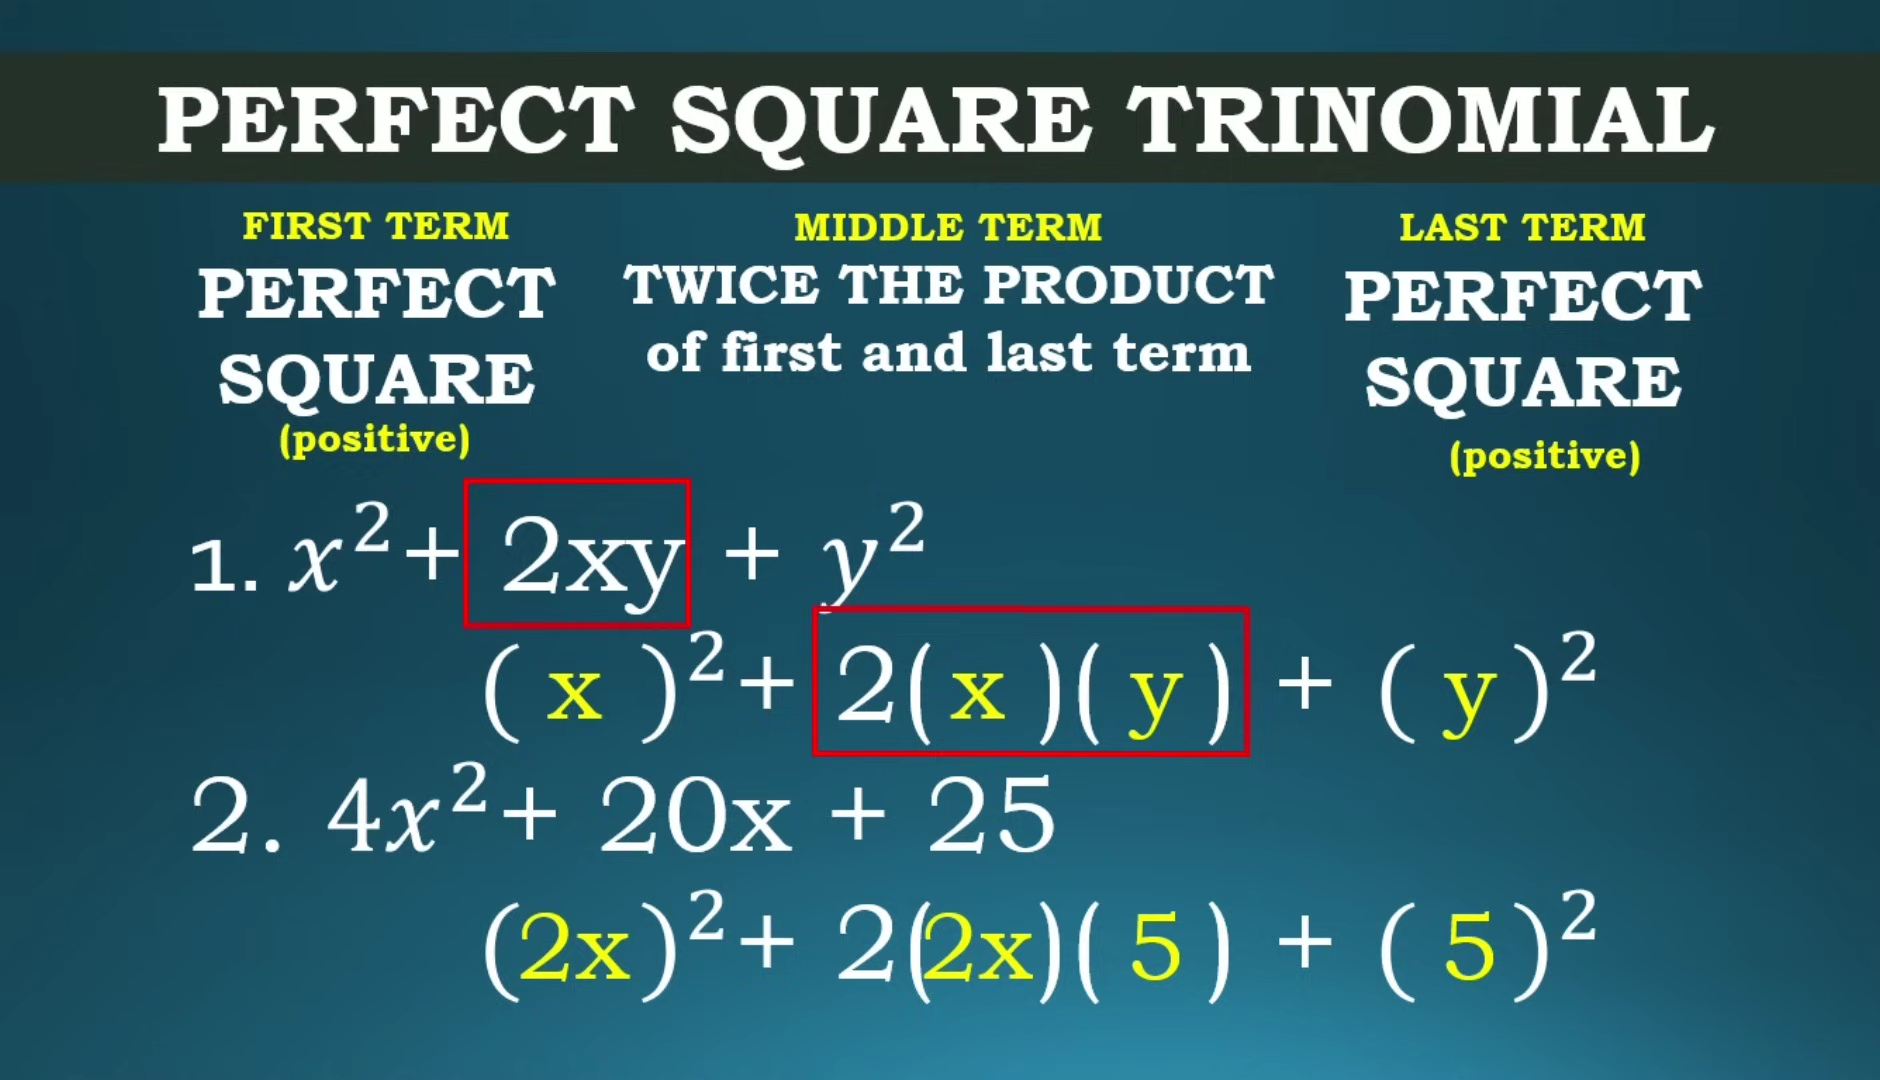 PERFECT SQUARE TRINOMIAL
FIRST TERM
PERFECT
SQUARE
(positive)
MIDDLE TERM
TWICE THE PRODUCT
of first and last term
LAST TERM
PERFECT
SQUARE
(positive)
1. x² + 2xy + y²
( x )² + 2( x )( y ) + ( y )²
2. 4x² + 20x + 25
(2x)² + 2(2x)( 5 ) + ( 5 )²